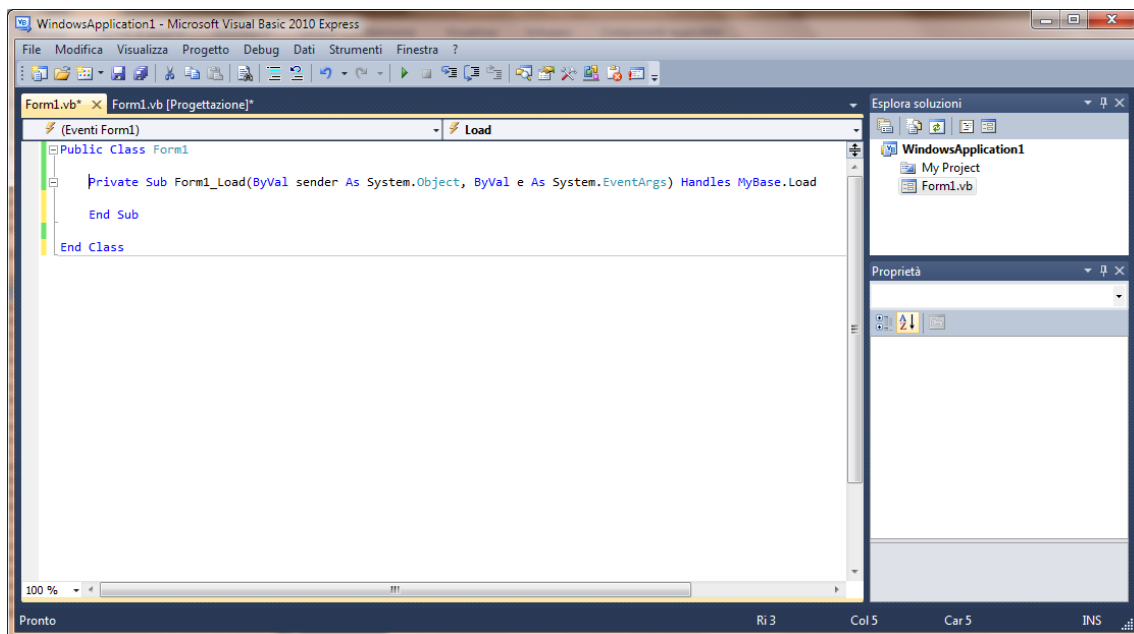 WindowsApplication1 - Microsoft Visual Basic 2010 Express
File Modifica Visualizza Progetto Debug Dati Strumenti Finestra ?
Form1.vb* Form1.vb [Progettazione]*
(Eventi Form1) Load
Public Class Form1
Private Sub Form1_Load(ByVal sender As System.Object, ByVal e As System.EventArgs) Handles MyBase.Load
End Sub
End Class
100 %
Esplora soluzioni
WindowsApplication1
My Project
Form1.vb
Proprietà
Pronto Ri 3 Col 5 Car 5 INS